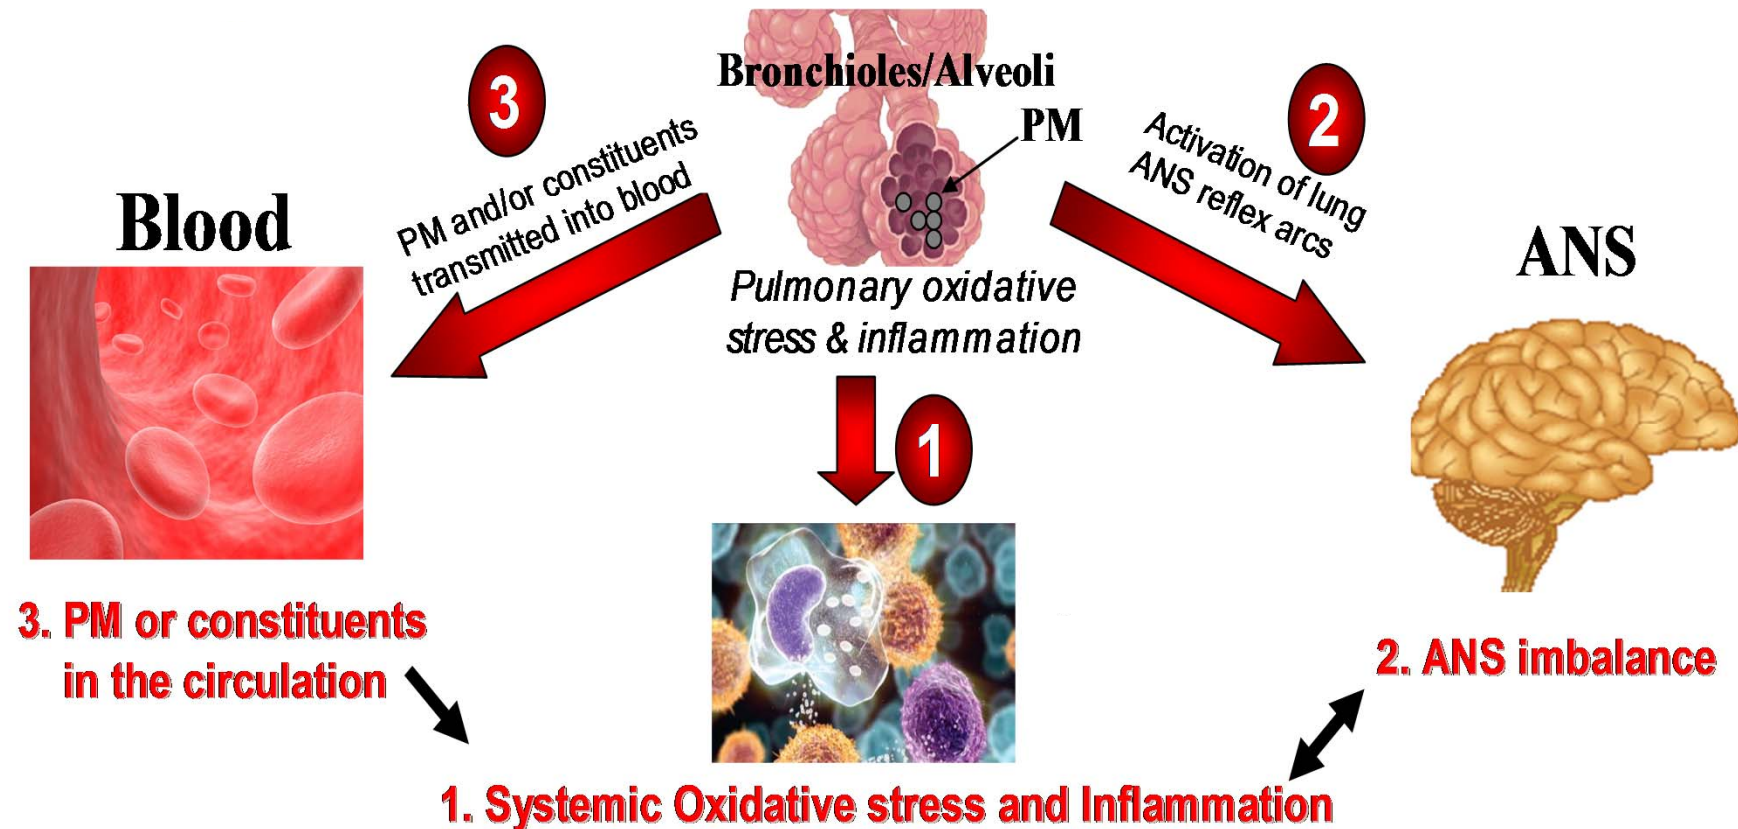 Bronchioles/Alveoli
PM
3
PM and/or constituents
transmitted into blood
2
Activation of lung
ANS reflex arcs
Blood
ANS
Pulmonary oxidative
stress & inflammation
1
3. PM or constituents
in the circulation
2. ANS imbalance
1. Systemic Oxidative stress and Inflammation